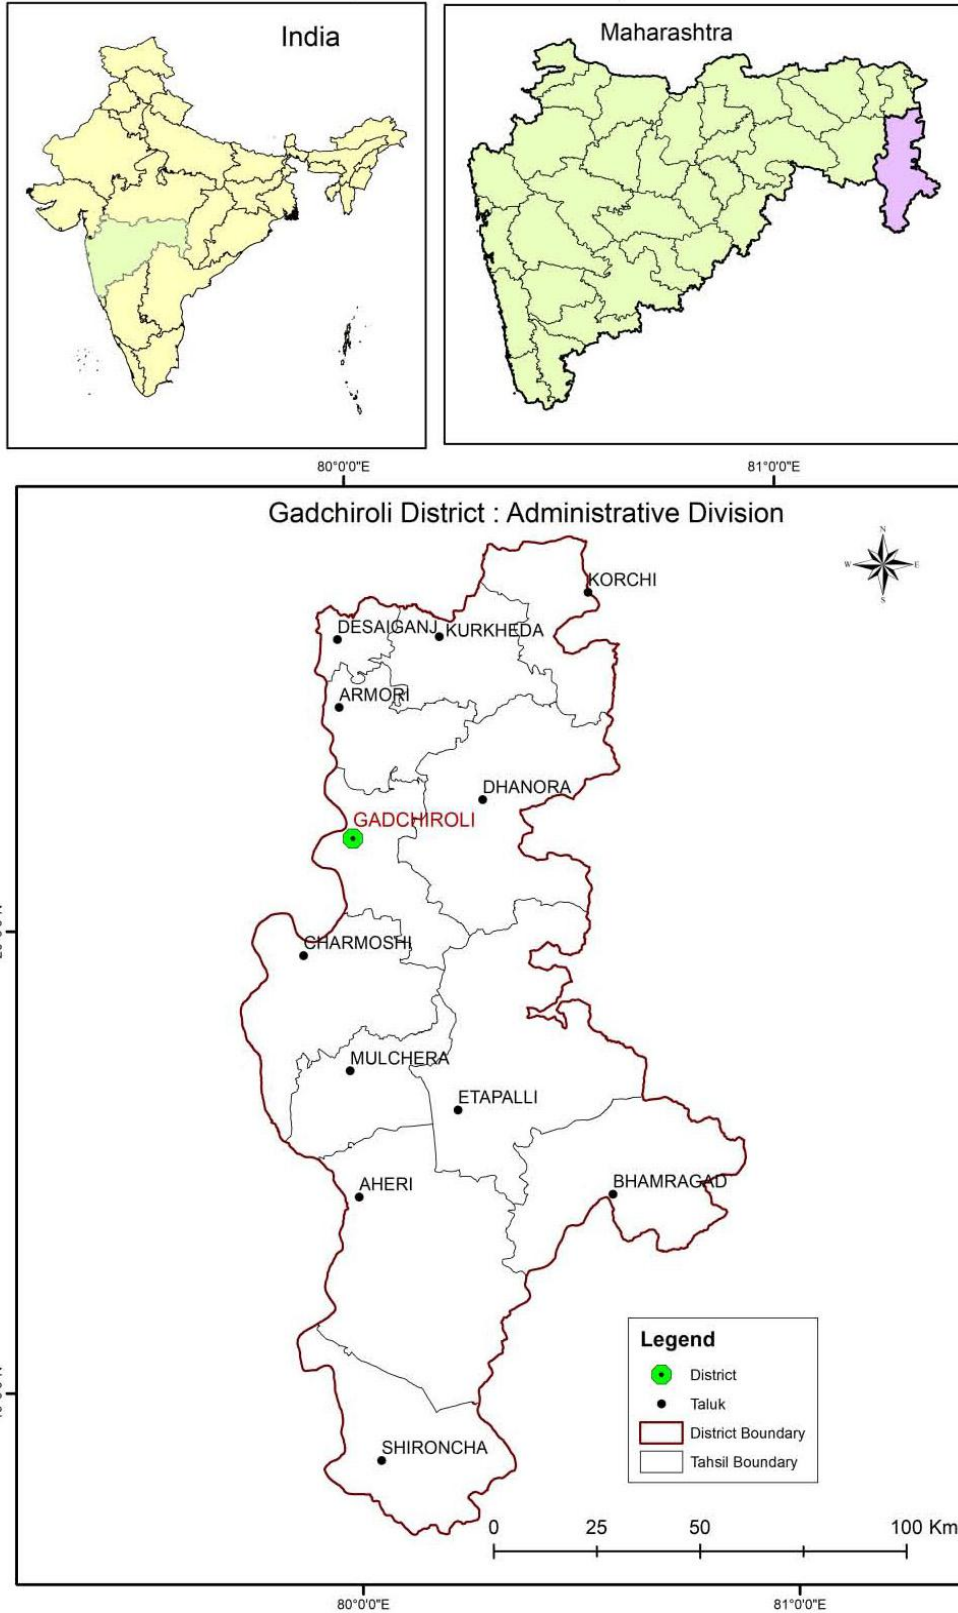 India
Maharashtra
80°0'0"E
81°0'0"E
Gadchiroli District : Administrative Division
N
W
E
S
KORCHI
DESAIGANJ
KURKHEDA
ARMORI
DHANORA
GADCHIROLI
CHARMOSHI
MULCHERA
ETAPALLI
AHERI
BHAMRAGAD
SHIRONCHA
Legend
District
Taluk
District Boundary
Tahsil Boundary
0
25
50
100 Km
80°0'0"E
81°0'0"E